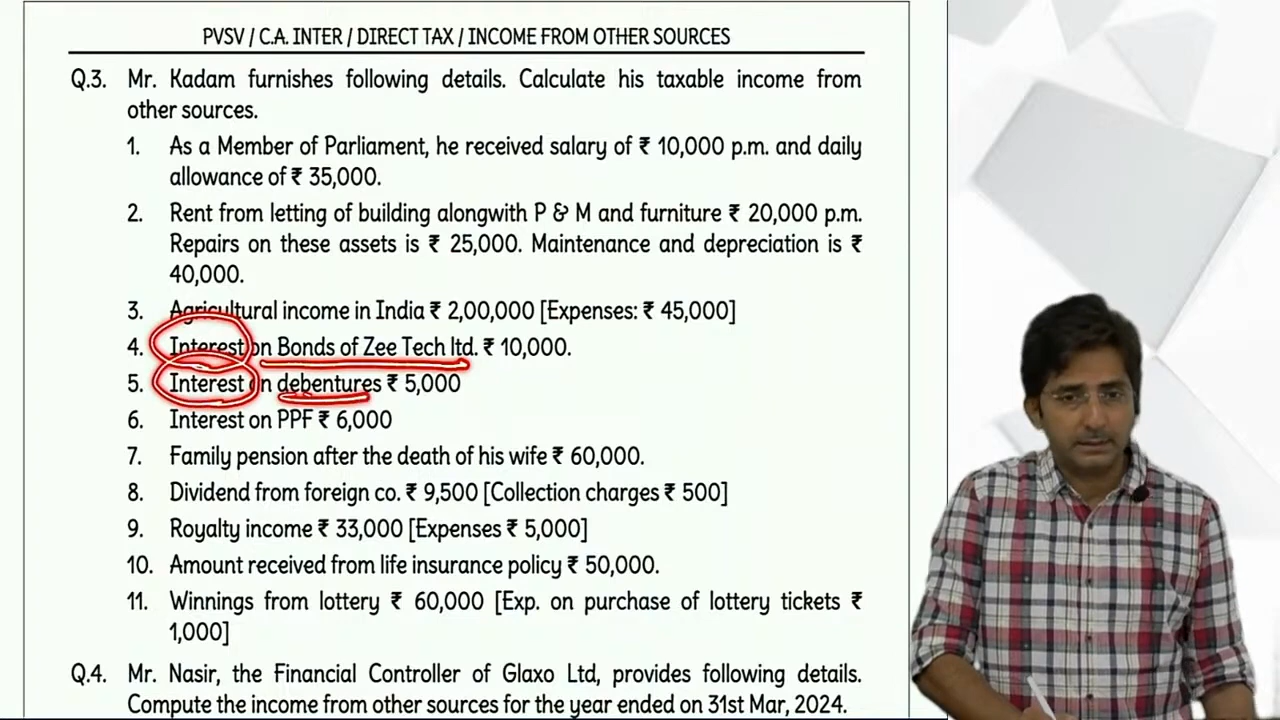 PVSV / C.A. INTER / DIRECT TAX / INCOME FROM OTHER SOURCES
Q.3. Mr. Kadam furnishes following details. Calculate his taxable income from
other sources.
1. As a Member of Parliament, he received salary of ₹ 10,000 p.m. and daily
allowance of ₹ 35,000.
2. Rent from letting of building alongwith P & M and furniture ₹ 20,000 p.m.
Repairs on these assets is ₹ 25,000. Maintenance and depreciation is ₹
40,000.
3. Agricultural income in India ₹ 2,00,000 [Expenses: ₹ 45,000]
4. Interest on Bonds of Zee Tech ltd. ₹ 10,000.
5. Interest on debentures ₹ 5,000
6. Interest on PPF ₹ 6,000
7. Family pension after the death of his wife ₹ 60,000.
8. Dividend from foreign co. ₹ 9,500 [Collection charges ₹ 500]
9. Royalty income ₹ 33,000 [Expenses ₹ 5,000]
10. Amount received from life insurance policy ₹ 50,000.
11. Winnings from lottery ₹ 60,000 [Exp. on purchase of lottery tickets ₹
1,000]
Q.4. Mr. Nasir, the Financial Controller of Glaxo Ltd, provides following details.
Compute the income from other sources for the year ended on 31st Mar, 2024.